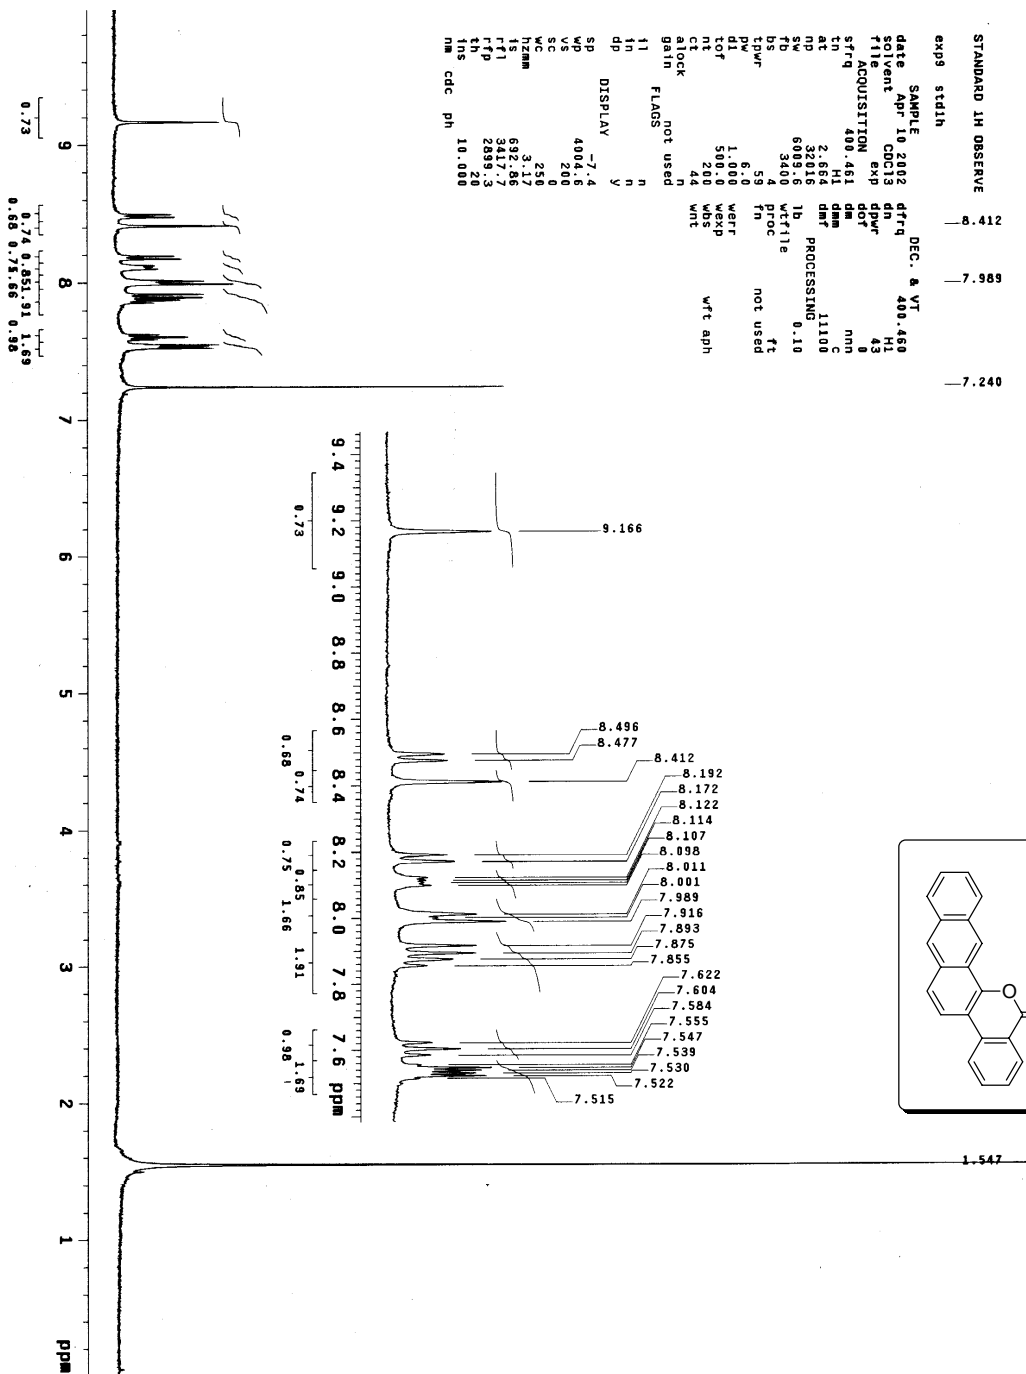 STANDARD 1H OBSERVE
exp9 stdih
SAMPLE
date Apr 10 2002
solvent CDCl3
file exp
ACQUISITION
sfrq 400.461
tn H1
at 2.664
np 32016
sw 6009.6
fb 3400
bs 4
tpwr 59
pw 6.0
d1 1.000
tof 500.0
nt 200
ct 44
alock n
gain not used
FLAGS
il n
in n
dp y
DISPLAY
sp -7.4
wp 4004.6
vs 200
sc 0
wc 250
hzmm 3.17
is 692.86
rfl 3417.7
rfp 2899.3
th 20
ins 10.000
nm cdc ph
DEC. & VT
dfrq 400.460
dn H1
dpwr 43
dof 0
dm nnn
dmm C
dmf 11100
PROCESSING
lb 0.10
wtfile
proc ft
fn not used
werr
wexp
wbs
wnt wft aph
8.412
7.989
7.240
1.547
9 8 7 6 5 4 3 2 1 ppm
0.73
0.68
0.74
0.75
0.85
1.66
1.91
0.98
1.69
9.4 9.2 9.0 8.8 8.6 8.4 8.2 8.0 7.8 7.6 ppm
0.73
0.68
0.74
0.75
0.85
1.66
1.91
0.98
1.69
9.166
8.496
8.477
8.412
8.192
8.172
8.122
8.114
8.107
8.098
8.011
8.001
7.989
7.916
7.893
7.875
7.855
7.622
7.604
7.584
7.555
7.547
7.539
7.530
7.522
7.515
O